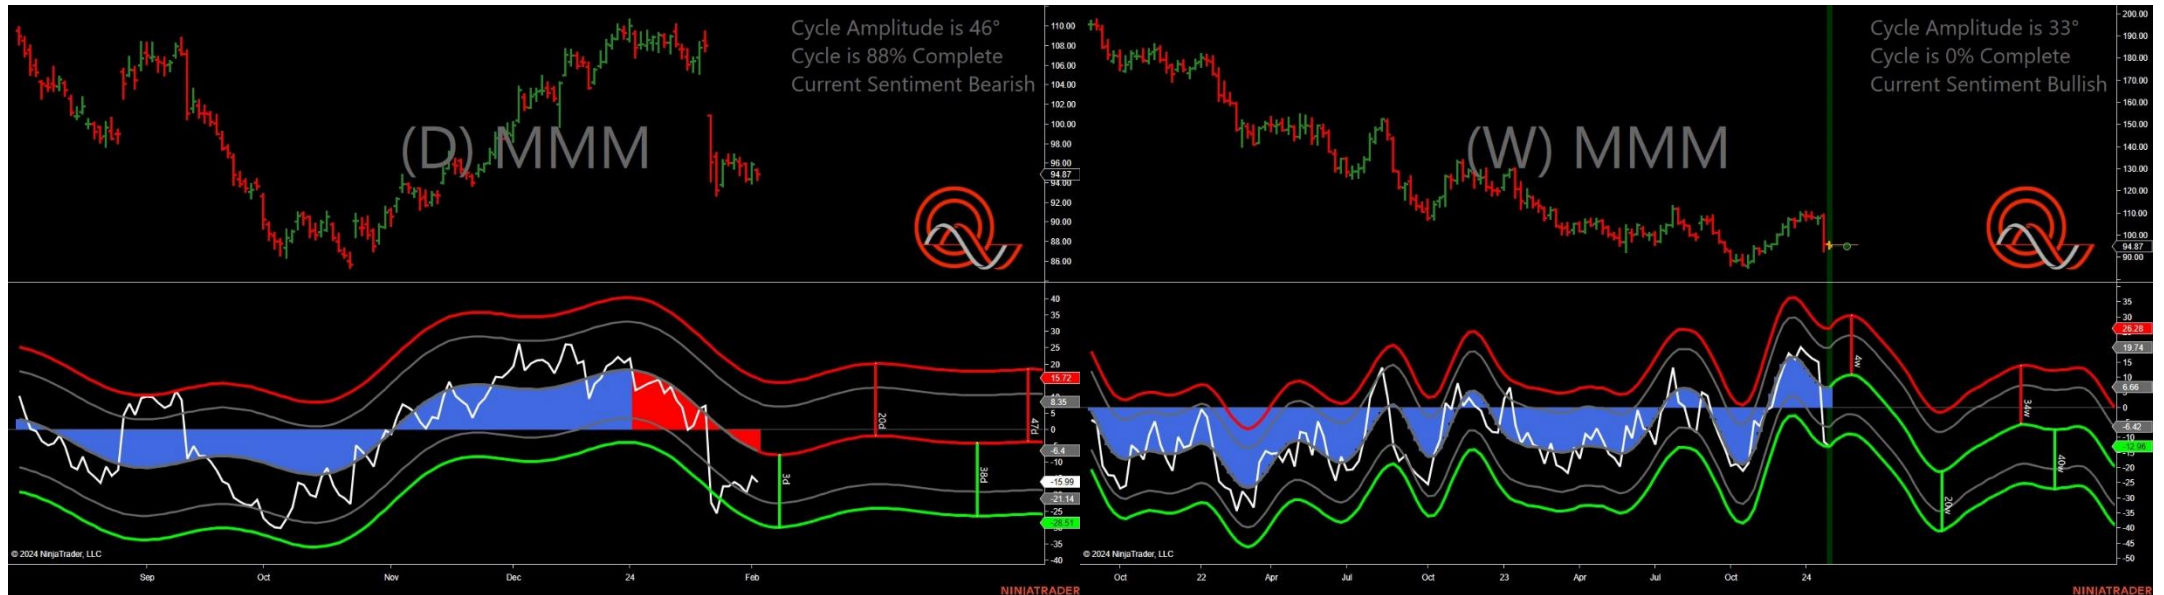 Cycle Amplitude is 46°
Cycle is 88% Complete
Current Sentiment Bearish
(D) MMM
110.00
108.00
106.00
104.00
102.00
100.00
98.00
96.00
94.87
94.00
92.00
90.00
88.00
86.00
40
35
30
25
20
15.72
8.35
5
0
-6.4
-10
-15.99
-21.14
-25
-28.51
-35
-40
3d
20d
38d
47d
© 2024 NinjaTrader, LLC
Sep
Oct
Nov
Dec
24
Feb
NINJATRADER
Cycle Amplitude is 33°
Cycle is 0% Complete
Current Sentiment Bullish
(W) MMM
200.00
190.00
180.00
170.00
160.00
150.00
140.00
130.00
120.00
110.00
100.00
94.87
90.00
35
30
26.28
19.74
15
10
6.66
0
-6.42
-12.96
-20
-25
-30
-35
-40
-45
-50
4w
20w
34w
40w
© 2024 NinjaTrader, LLC
Oct
22
Apr
Jul
Oct
23
Apr
Jul
Oct
24
NINJATRADER